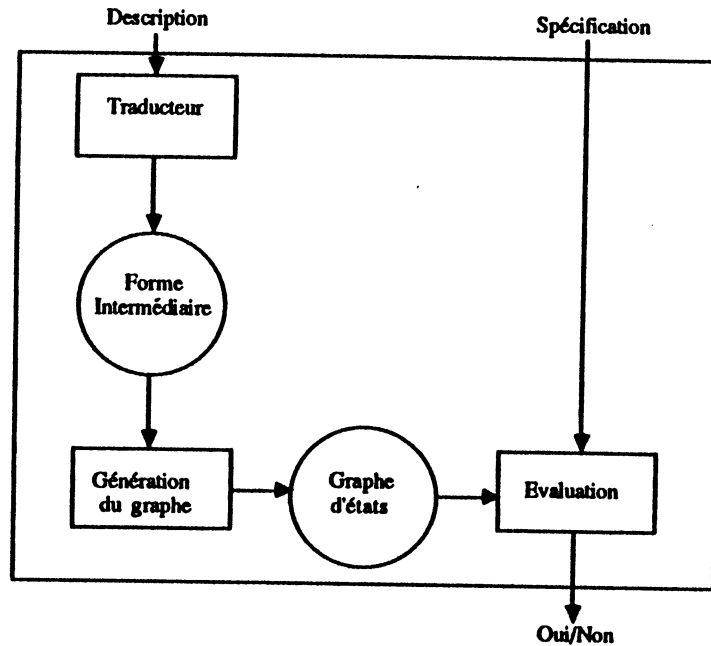 Description
Spécification
Traducteur
Forme
Intermédiaire
Génération
du graphe
Graphe
d'états
Evaluation
Oui/Non